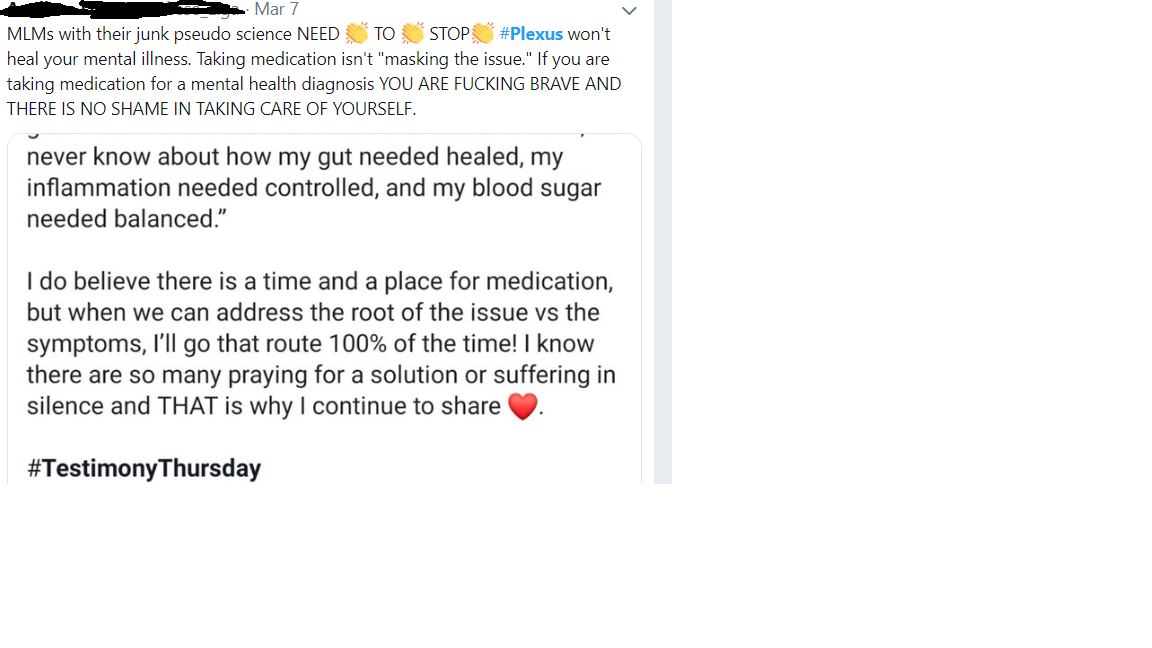 · Mar 7
MLMs with their junk pseudo science NEED 👏 TO 👏 STOP👏 #Plexus won't
heal your mental illness. Taking medication isn't "masking the issue." If you are
taking medication for a mental health diagnosis YOU ARE FUCKING BRAVE AND
THERE IS NO SHAME IN TAKING CARE OF YOURSELF.
never know about how my gut needed healed, my
inflammation needed controlled, and my blood sugar
needed balanced.”
I do believe there is a time and a place for medication,
but when we can address the root of the issue vs the
symptoms, I’ll go that route 100% of the time! I know
there are so many praying for a solution or suffering in
silence and THAT is why I continue to share ❤️.
#TestimonyThursday